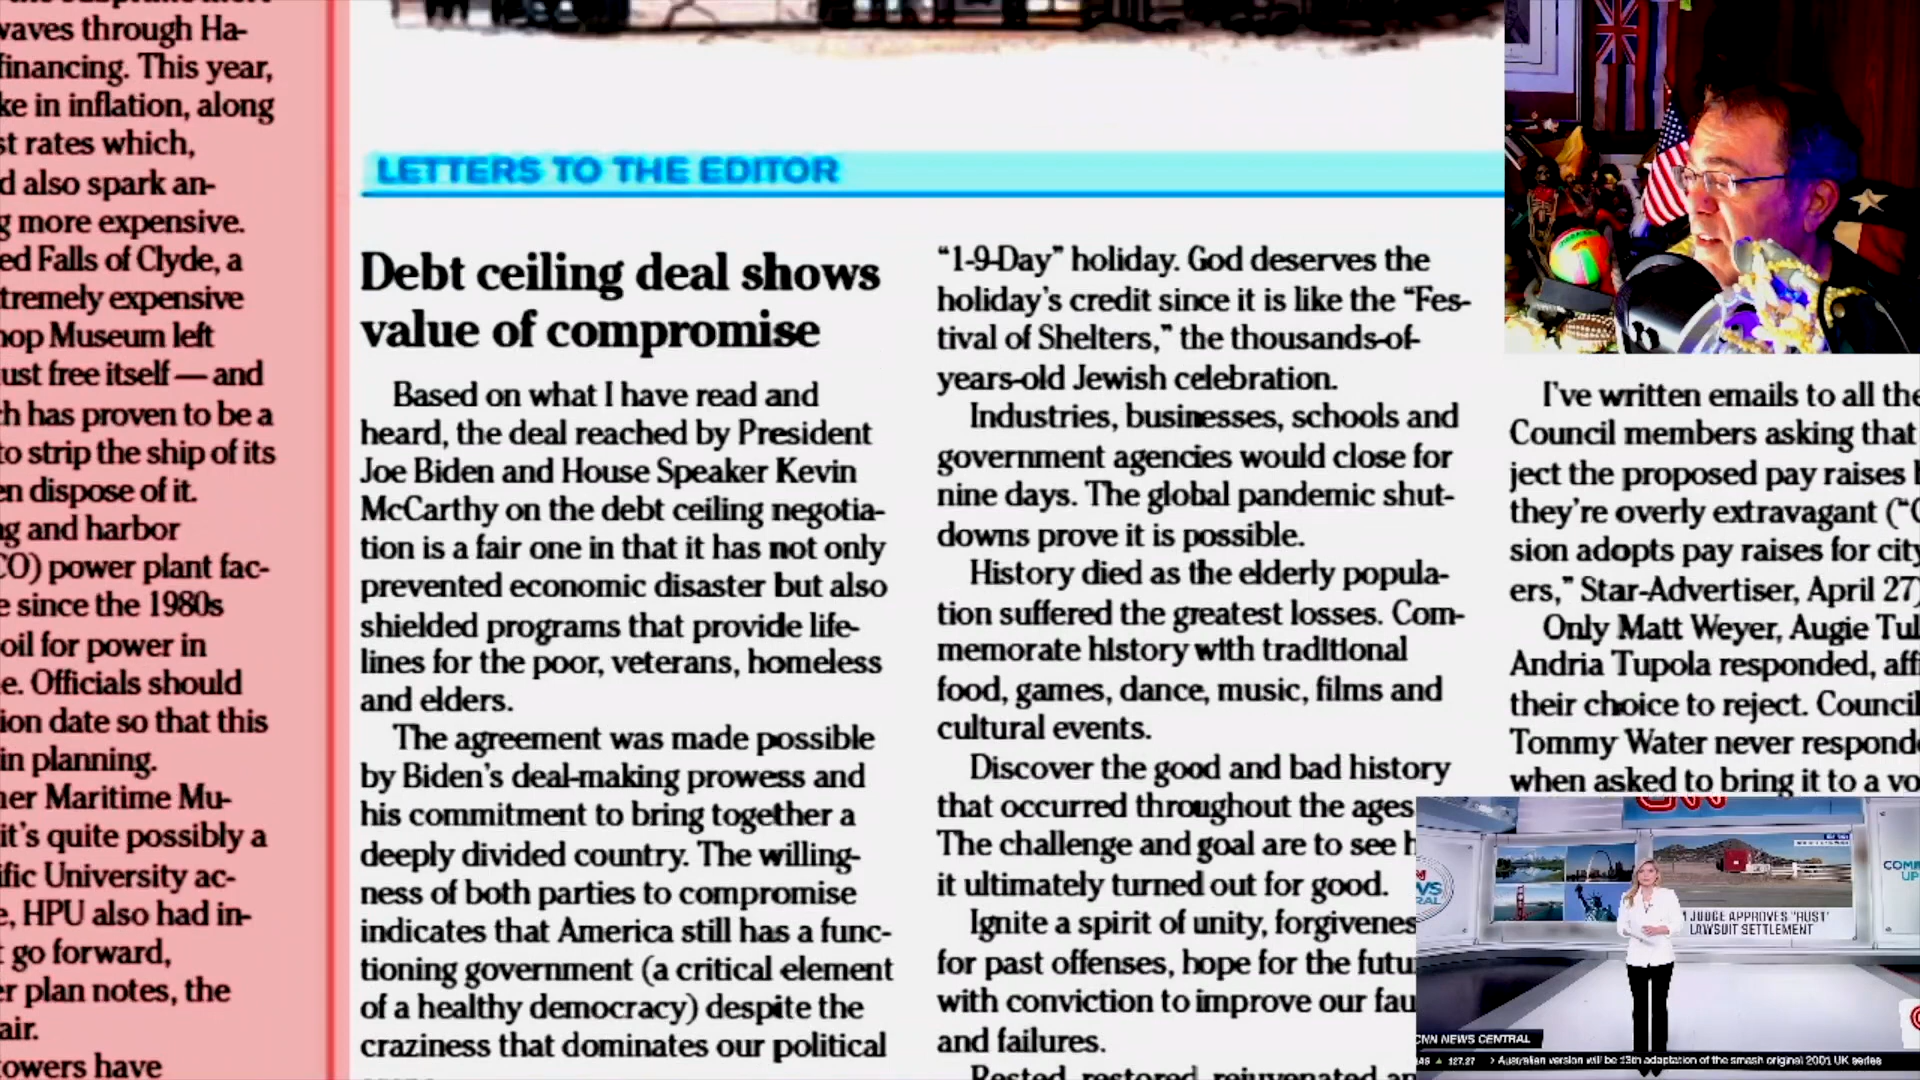 waves through Ha-
financing. This year,
ke in inflation, along
st rates which,
d also spark an-
g more expensive.
ed Falls of Clyde, a
tremely expensive
hop Museum left
ust free itself — and
ch has proven to be a
to strip the ship of its
en dispose of it.
ng and harbor
CO) power plant fac-
e since the 1980s
oil for power in
e. Officials should
ion date so that this
in planning.
ner Maritime Mu-
it's quite possibly a
ific University ac-
e, HPU also had in-
t go forward,
er plan notes, the
air.
towers have
LETTERS TO THE EDITOR
Debt ceiling deal shows
value of compromise
Based on what I have read and
heard, the deal reached by President
Joe Biden and House Speaker Kevin
McCarthy on the debt ceiling negotia-
tion is a fair one in that it has not only
prevented economic disaster but also
shielded programs that provide life-
lines for the poor, veterans, homeless
and elders.
The agreement was made possible
by Biden's deal-making prowess and
his commitment to bring together a
deeply divided country. The willing-
ness of both parties to compromise
indicates that America still has a func-
tioning government (a critical element
of a healthy democracy) despite the
craziness that dominates our political
“1-9-Day” holiday. God deserves the
holiday's credit since it is like the “Fes-
tival of Shelters,” the thousands-of-
years-old Jewish celebration.
Industries, businesses, schools and
government agencies would close for
nine days. The global pandemic shut-
downs prove it is possible.
History died as the elderly popula-
tion suffered the greatest losses. Com-
memorate history with traditional
food, games, dance, music, films and
cultural events.
Discover the good and bad history
that occurred throughout the ages
The challenge and goal are to see h
it ultimately turned out for good.
Ignite a spirit of unity, forgivenes
for past offenses, hope for the futu
with conviction to improve our fau
and failures.
Rested, restored, rejuvenated an
I've written emails to all the
Council members asking that
ject the proposed pay raises
they're overly extravagant (“C
sion adopts pay raises for city
ers,” Star-Advertiser, April 27)
Only Matt Weyer, Augie Tul
Andria Tupola responded, affi
their choice to reject. Council
Tommy Water never responde
when asked to bring it to a vo
CNN
COM
UP
JUDGE APPROVES 'RUST'
LAWSUIT SETTLEMENT
CNN NEWS CENTRAL
127.27 > Australian version will be 13th adaptation of the smash original 2001 UK series